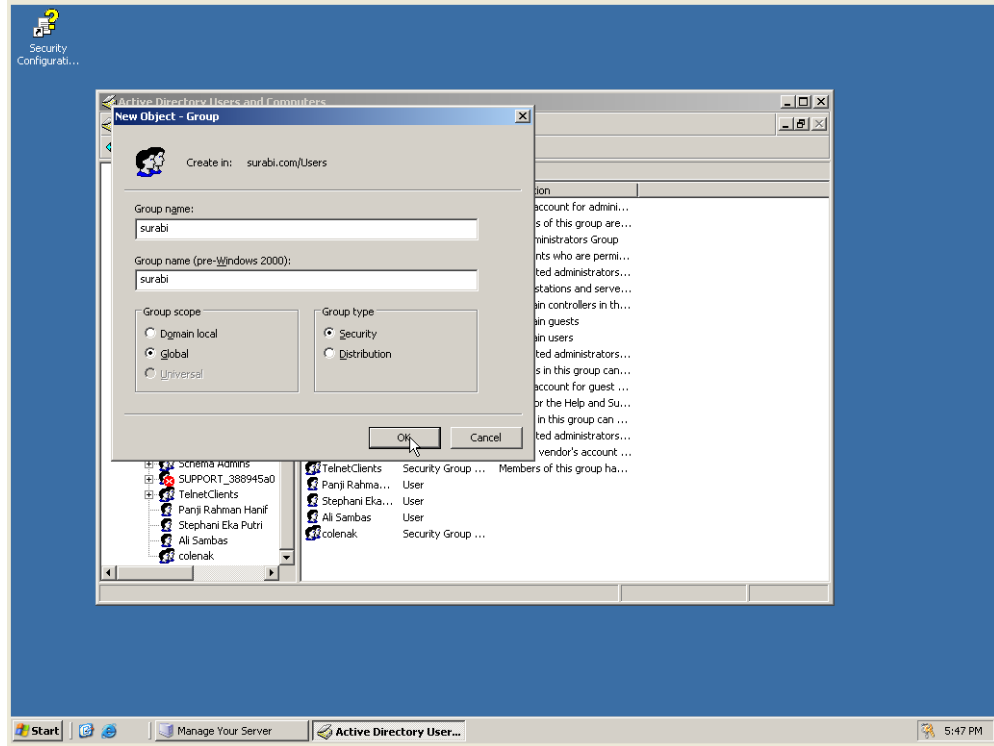 Security
Configurati...
Active Directory Users and Computers
New Object - Group
Create in: surabi.com/Users
Group name:
surabi
Group name (pre-Windows 2000):
surabi
Group scope
Domain local
Global
Universal
Group type
Security
Distribution
OK
Cancel
tion
account for admini...
s of this group are...
ministrators Group
nts who are permi...
ted administrators...
stations and serve...
ain controllers in th...
ain guests
ain users
ted administrators...
s in this group can...
account for guest ...
or the Help and Su...
in this group can ...
ted administrators...
vendor's account ...
Schema Admins
SUPPORT_388945a0
TelnetClients
Panji Rahman Hanif
Stephani Eka Putri
Ali Sambas
colenak
TelnetClients Security Group ... Members of this group ha...
Panji Rahma... User
Stephani Eka... User
Ali Sambas User
colenak Security Group ...
Start
Manage Your Server
Active Directory User...
5:47 PM